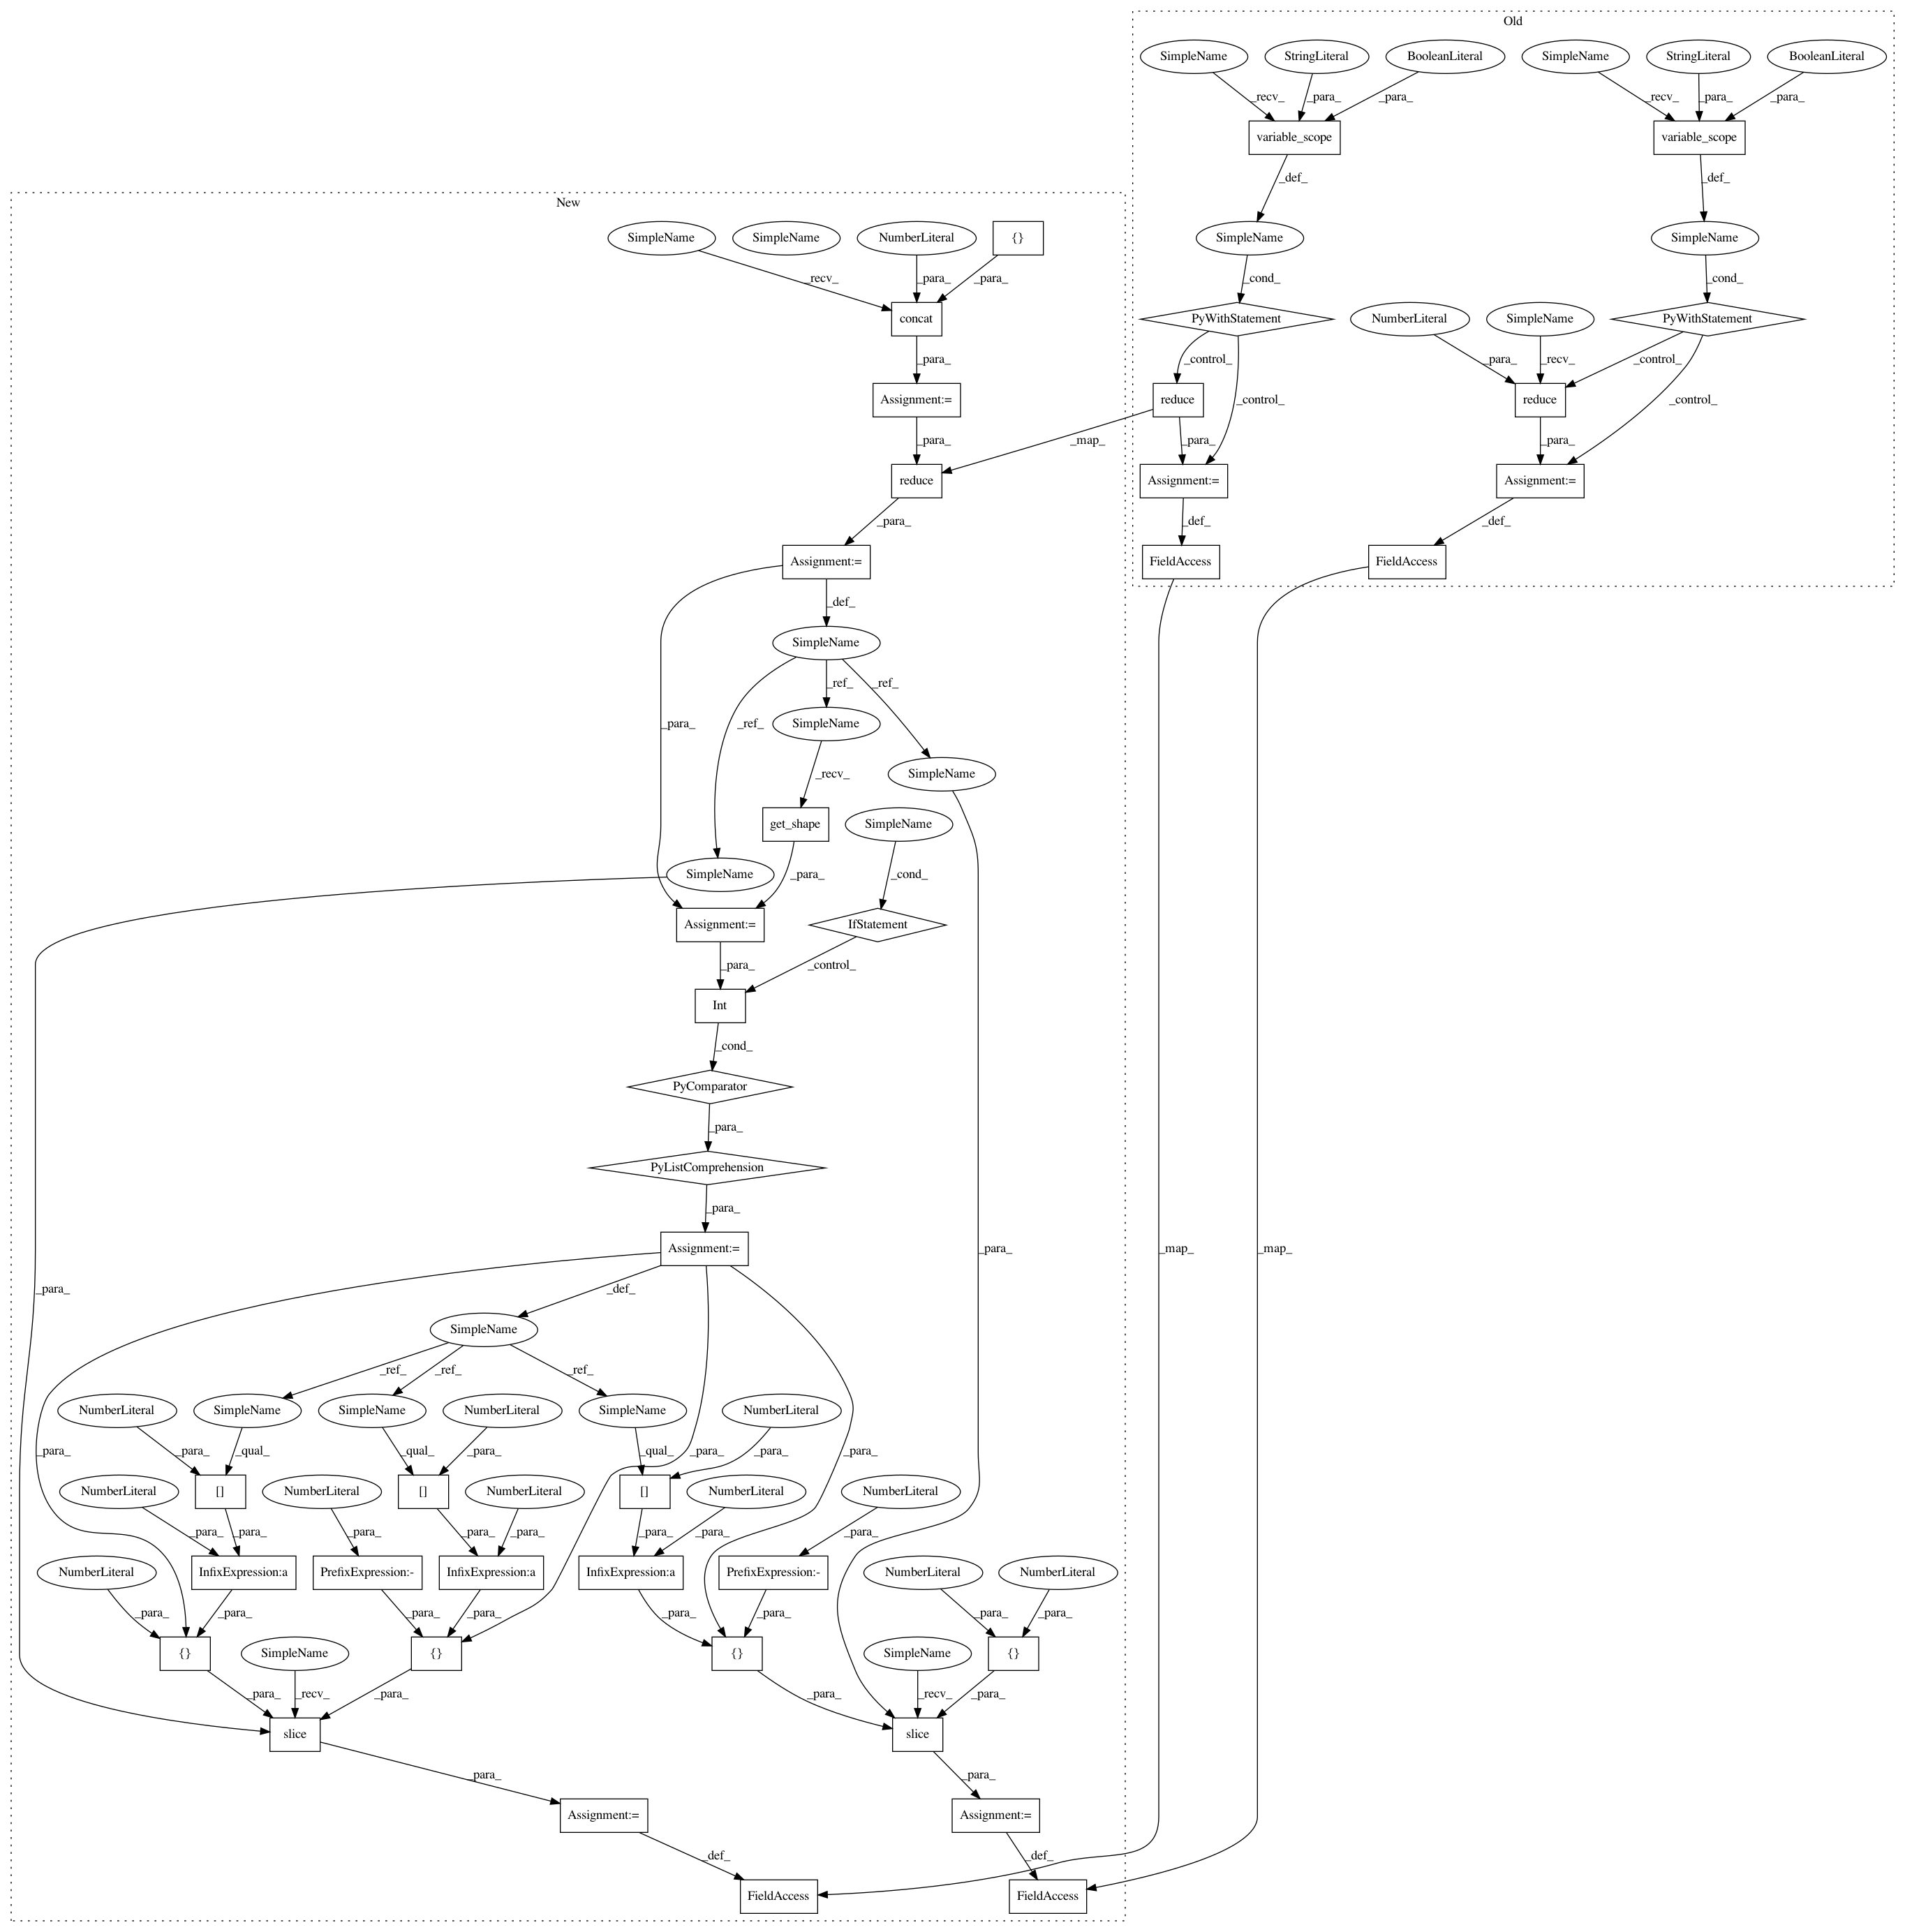 Old
SimpleName
StringLiteral
BooleanLiteral
SimpleName
StringLiteral
BooleanLiteral
_recv_
_para_
_para_
_recv_
_para_
_para_
variable_scope
variable_scope
_def_
_def_
New
SimpleName
SimpleName
NumberLiteral
{}
SimpleName
SimpleName
_recv_
_para_
_para_
_cond_
_cond_
concat
PyWithStatement
NumberLiteral
SimpleName
PyWithStatement
_para_
_control_
_para_
_recv_
_control_
Assignment:=
reduce
_control_
reduce
_control_
_para_
_map_
_para_
_para_
reduce
Assignment:=
Assignment:=
_para_
_def_
_def_
Assignment:=
FieldAccess
FieldAccess
_def_
SimpleName
_ref_
_ref_
_para_
_ref_
SimpleName
SimpleName
_recv_
get_shape
SimpleName
SimpleName
_para_
_cond_
Assignment:=
IfStatement
_para_
_control_
Int
_cond_
PyComparator
_para_
PyListComprehension
_para_
Assignment:=
_para_
_map_
_map_
_para_
_def_
SimpleName
_ref_
_ref_
_ref_
NumberLiteral
SimpleName
SimpleName
NumberLiteral
SimpleName
NumberLiteral
_para_
_para_
_qual_
_qual_
_para_
_para_
_qual_
_para_
_para_
NumberLiteral
[]
NumberLiteral
[]
NumberLiteral
[]
NumberLiteral
NumberLiteral
_para_
_para_
_para_
_para_
_para_
_para_
_para_
_para_
NumberLiteral
InfixExpression:a
PrefixExpression:-
InfixExpression:a
InfixExpression:a
PrefixExpression:-
NumberLiteral
NumberLiteral
_para_
_para_
_para_
_para_
_para_
_para_
_para_
_para_
{}
SimpleName
{}
{}
SimpleName
{}
_para_
_recv_
_para_
_para_
_recv_
_para_
slice
slice
_para_
_para_
Assignment:=
Assignment:=
_def_
_def_
FieldAccess
FieldAccess